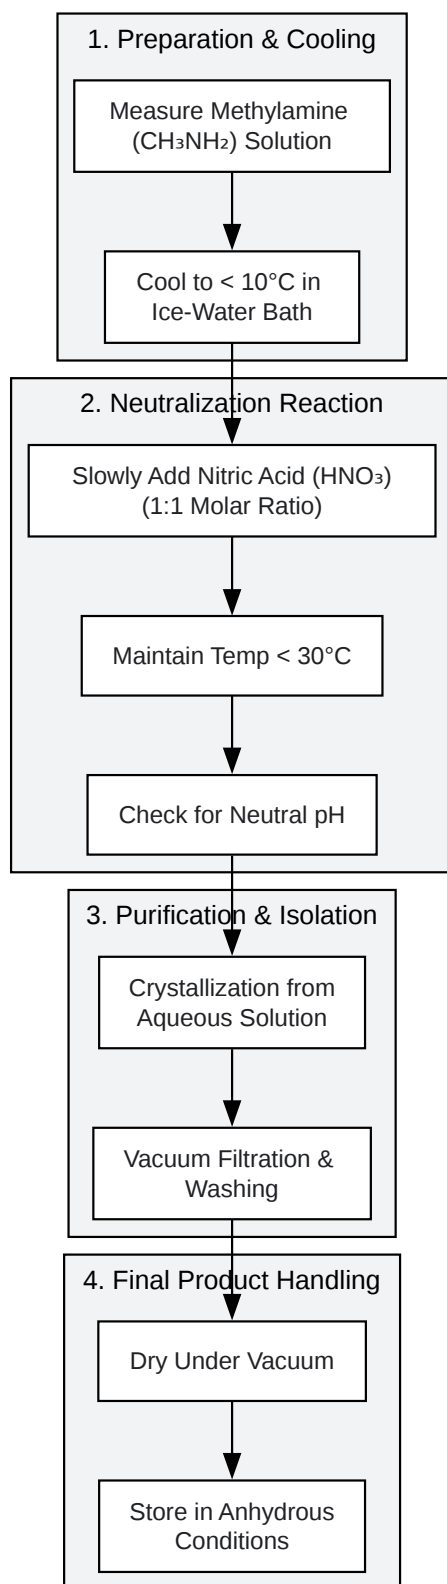 1. Preparation & Cooling
Measure Methylamine
(CH₃NH₂) Solution
Cool to < 10°C in
Ice-Water Bath
2. Neutralization Reaction
Slowly Add Nitric Acid (HNO₃)
(1:1 Molar Ratio)
Maintain Temp < 30°C
Check for Neutral pH
3. Purification & Isolation
Crystallization from
Aqueous Solution
Vacuum Filtration &
Washing
4. Final Product Handling
Dry Under Vacuum
Store in Anhydrous
Conditions